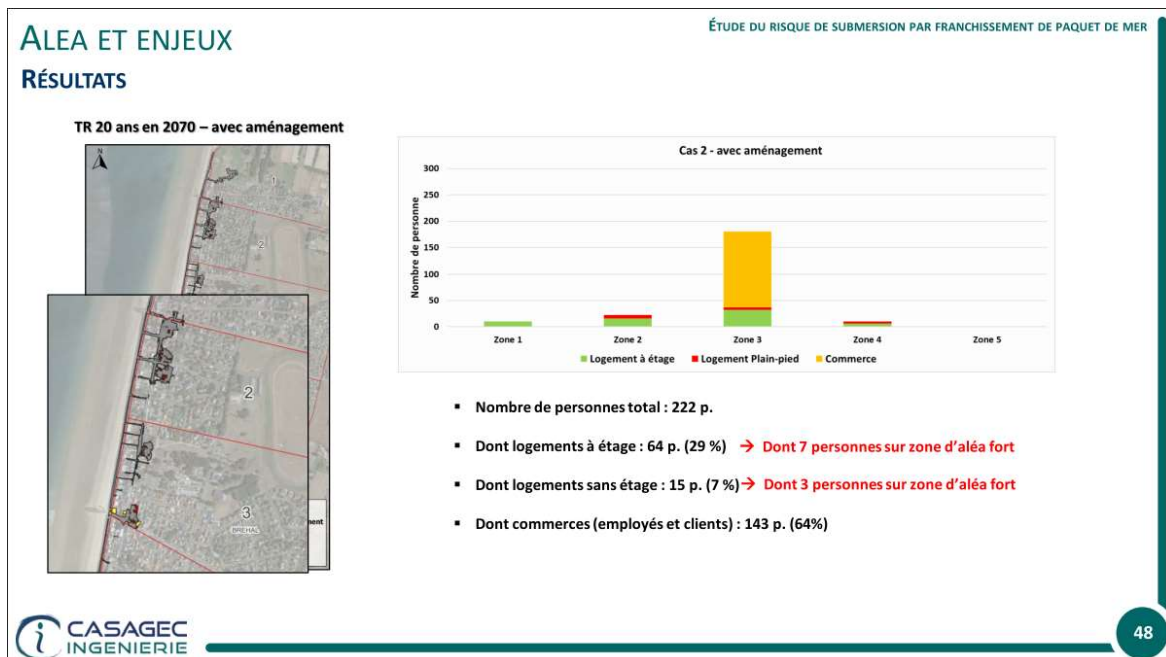 ALEA ET ENJEUX
ÉTUDE DU RISQUE DE SUBMERSION PAR FRANCHISSEMENT DE PAQUET DE MER
RÉSULTATS
TR 20 ans en 2070 – avec aménagement
N
1
2
2
3
BREHAL
ment
Cas 2 - avec aménagement
Nombre de personne
300
250
200
150
100
50
0
Zone 1 Zone 2 Zone 3 Zone 4 Zone 5
Logement à étage Logement Plain-pied Commerce
▪ Nombre de personnes total : 222 p.
▪ Dont logements à étage : 64 p. (29 %) → Dont 7 personnes sur zone d'aléa fort
▪ Dont logements sans étage : 15 p. (7 %) → Dont 3 personnes sur zone d'aléa fort
▪ Dont commerces (employés et clients) : 143 p. (64%)
CASAGEC
INGENIERIE
48